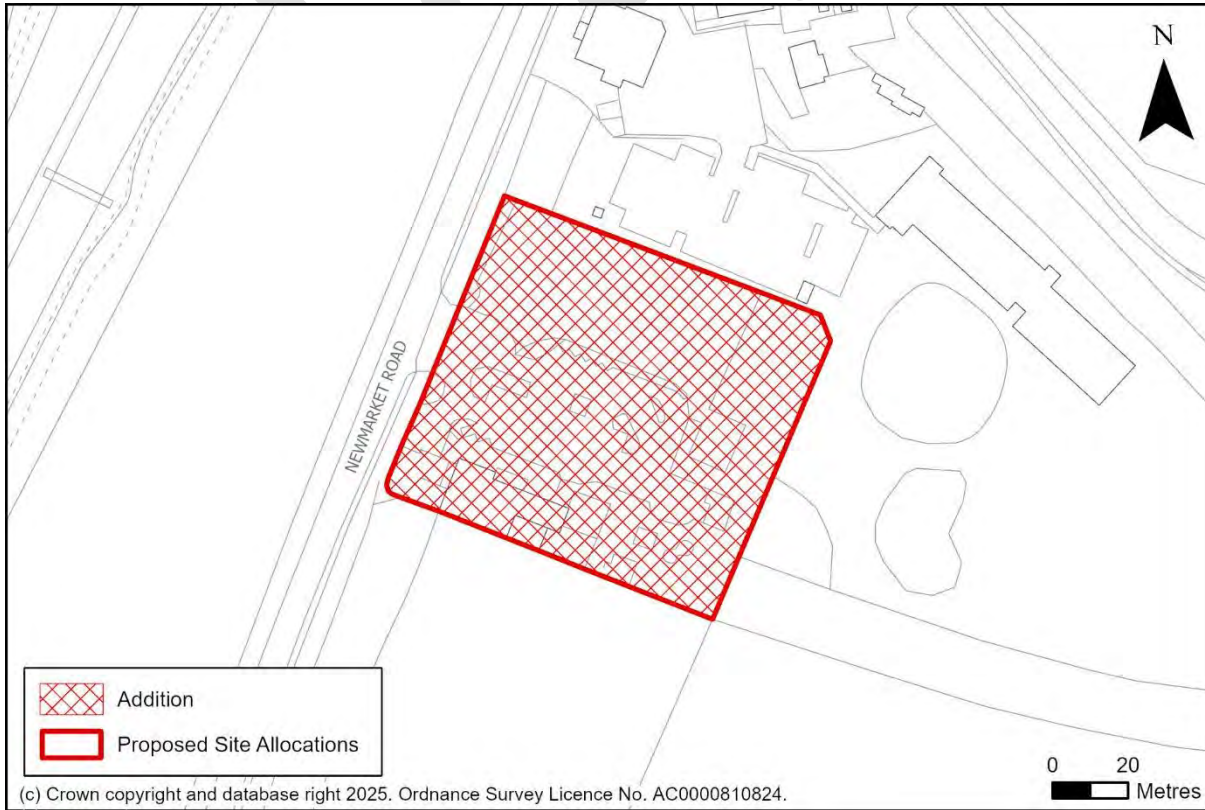 N
NEWMARKET ROAD
Addition
Proposed Site Allocations
0 20
Metres
(c) Crown copyright and database right 2025. Ordnance Survey Licence No. AC0000810824.